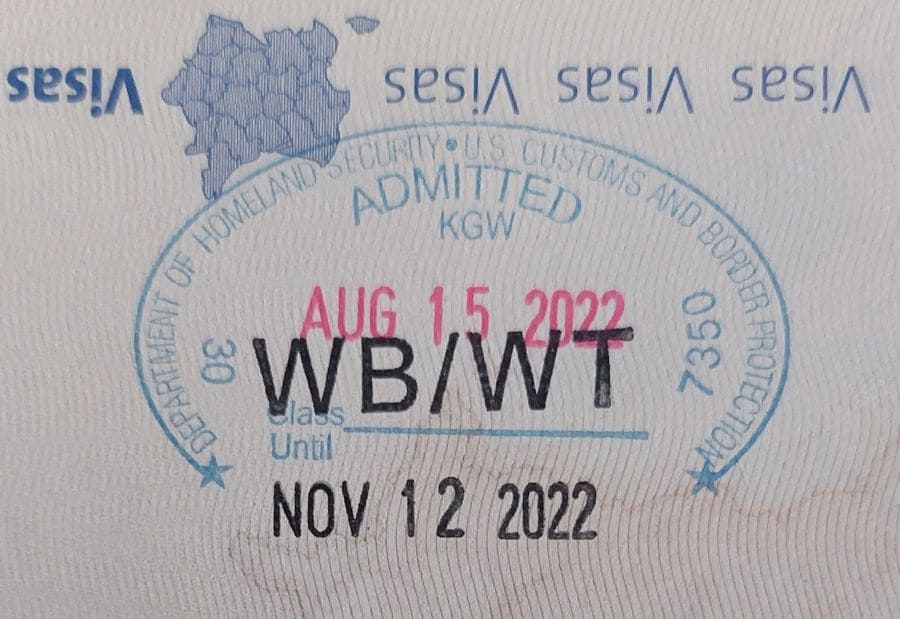 Visas Visas Visas Visas
DEPARTMENT OF HOMELAND SECURITY • U.S. CUSTOMS AND BORDER PROTECTION
ADMITTED
KGW
AUG 15 2022
30
7350
WB/WT
Class
Until
NOV 12 2022